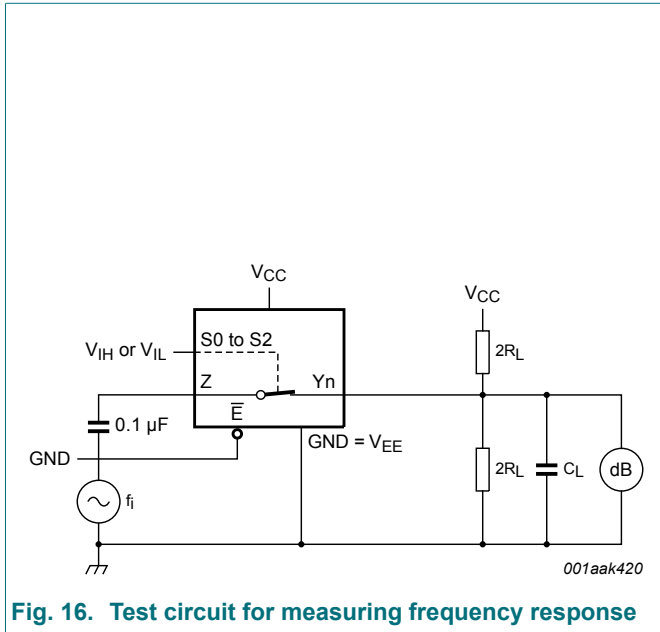 VCC
VCC
S0 to S2
2RL
VIH or VIL
Z
Yn
E̅
0.1 µF
GND = VEE
GND
2RL
CL
dB
fi
001aak420
Fig. 16. Test circuit for measuring frequency response